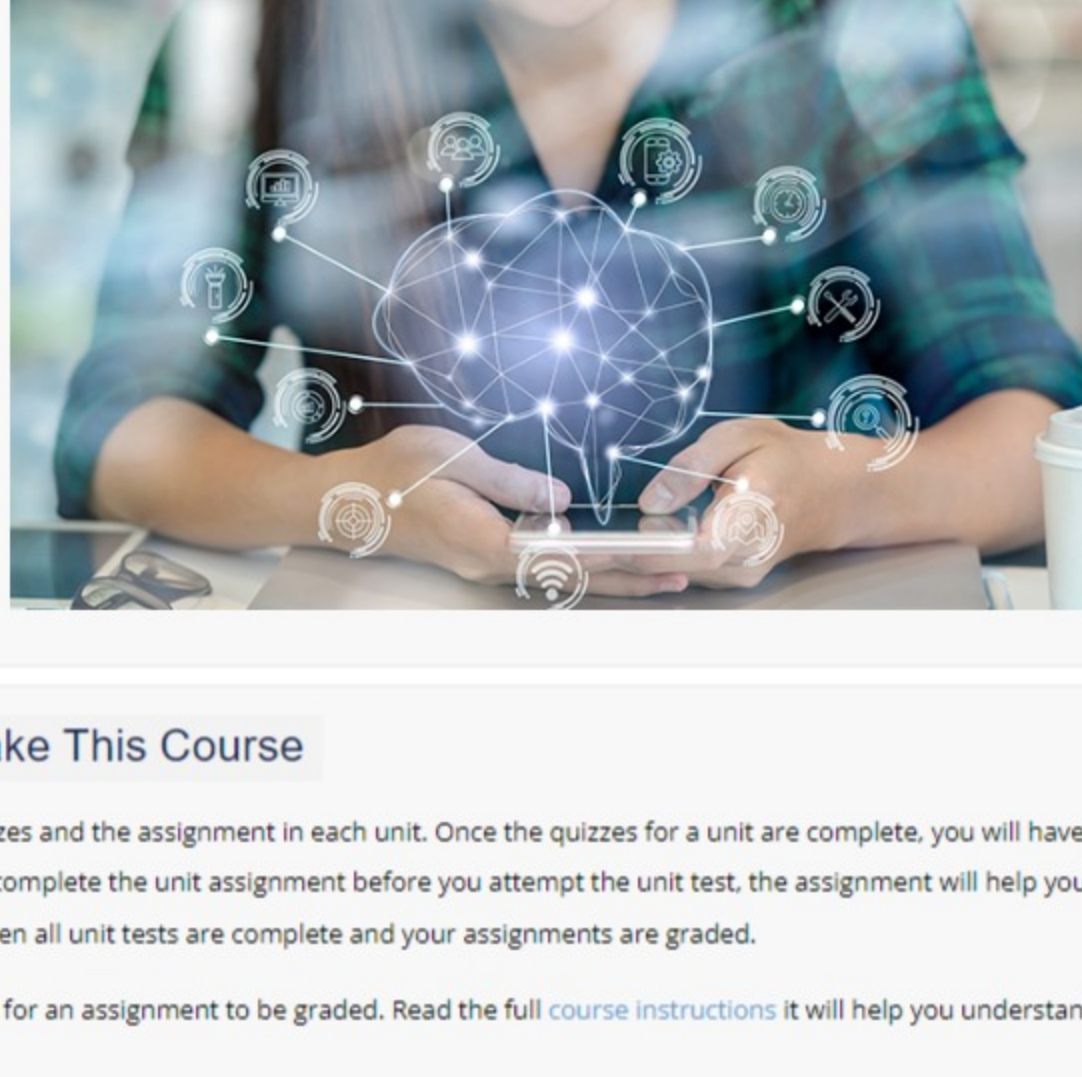 ke This Course
zes and the assignment in each unit. Once the quizzes for a unit are complete, you will have
complete the unit assignment before you attempt the unit test, the assignment will help you
en all unit tests are complete and your assignments are graded.
for an assignment to be graded. Read the full course instructions it will help you understan